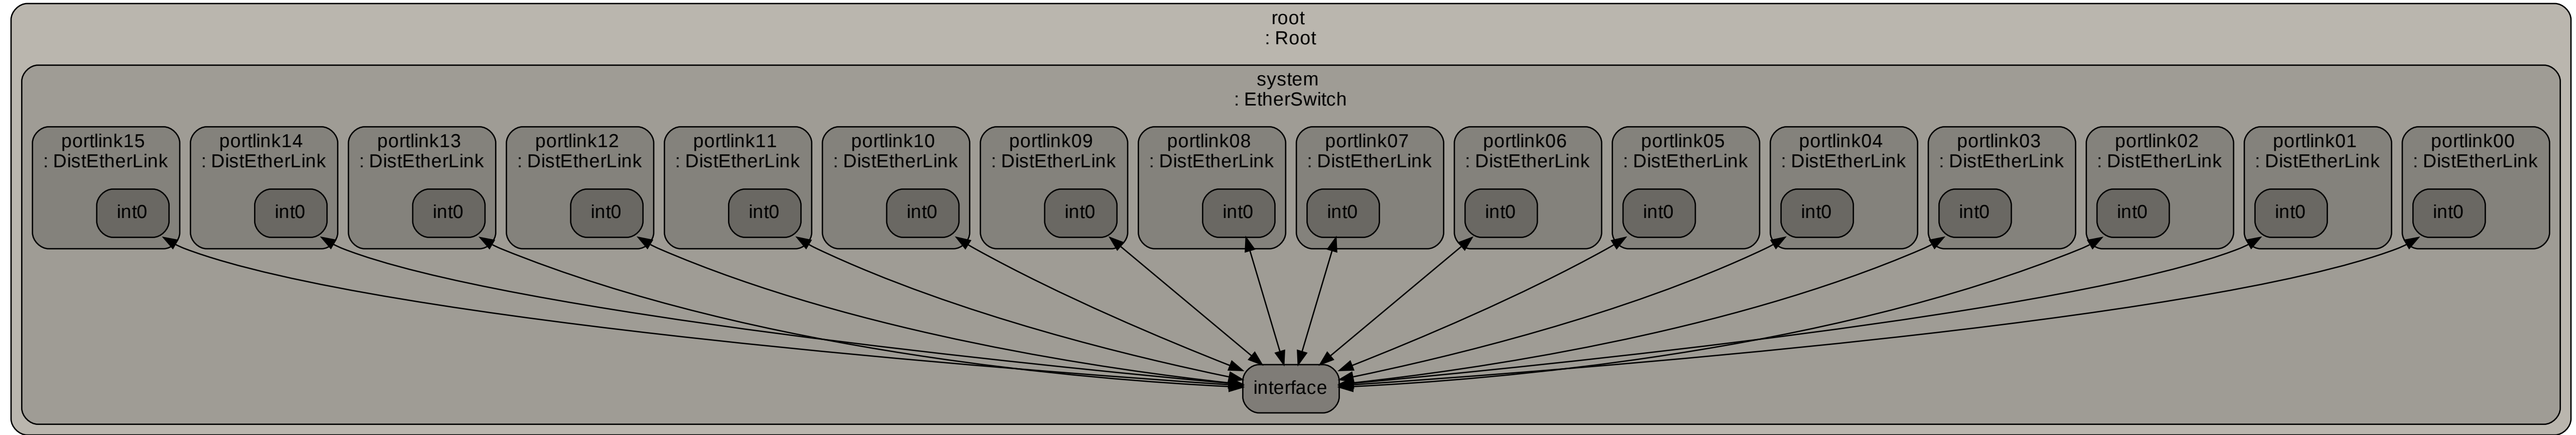 root
: Root
system
: EtherSwitch
portlink15
: DistEtherLink
int0
portlink14
: DistEtherLink
int0
portlink13
: DistEtherLink
int0
portlink12
: DistEtherLink
int0
portlink11
: DistEtherLink
int0
portlink10
: DistEtherLink
int0
portlink09
: DistEtherLink
int0
portlink08
: DistEtherLink
int0
portlink07
: DistEtherLink
int0
portlink06
: DistEtherLink
int0
portlink05
: DistEtherLink
int0
portlink04
: DistEtherLink
int0
portlink03
: DistEtherLink
int0
portlink02
: DistEtherLink
int0
portlink01
: DistEtherLink
int0
portlink00
: DistEtherLink
int0
interface